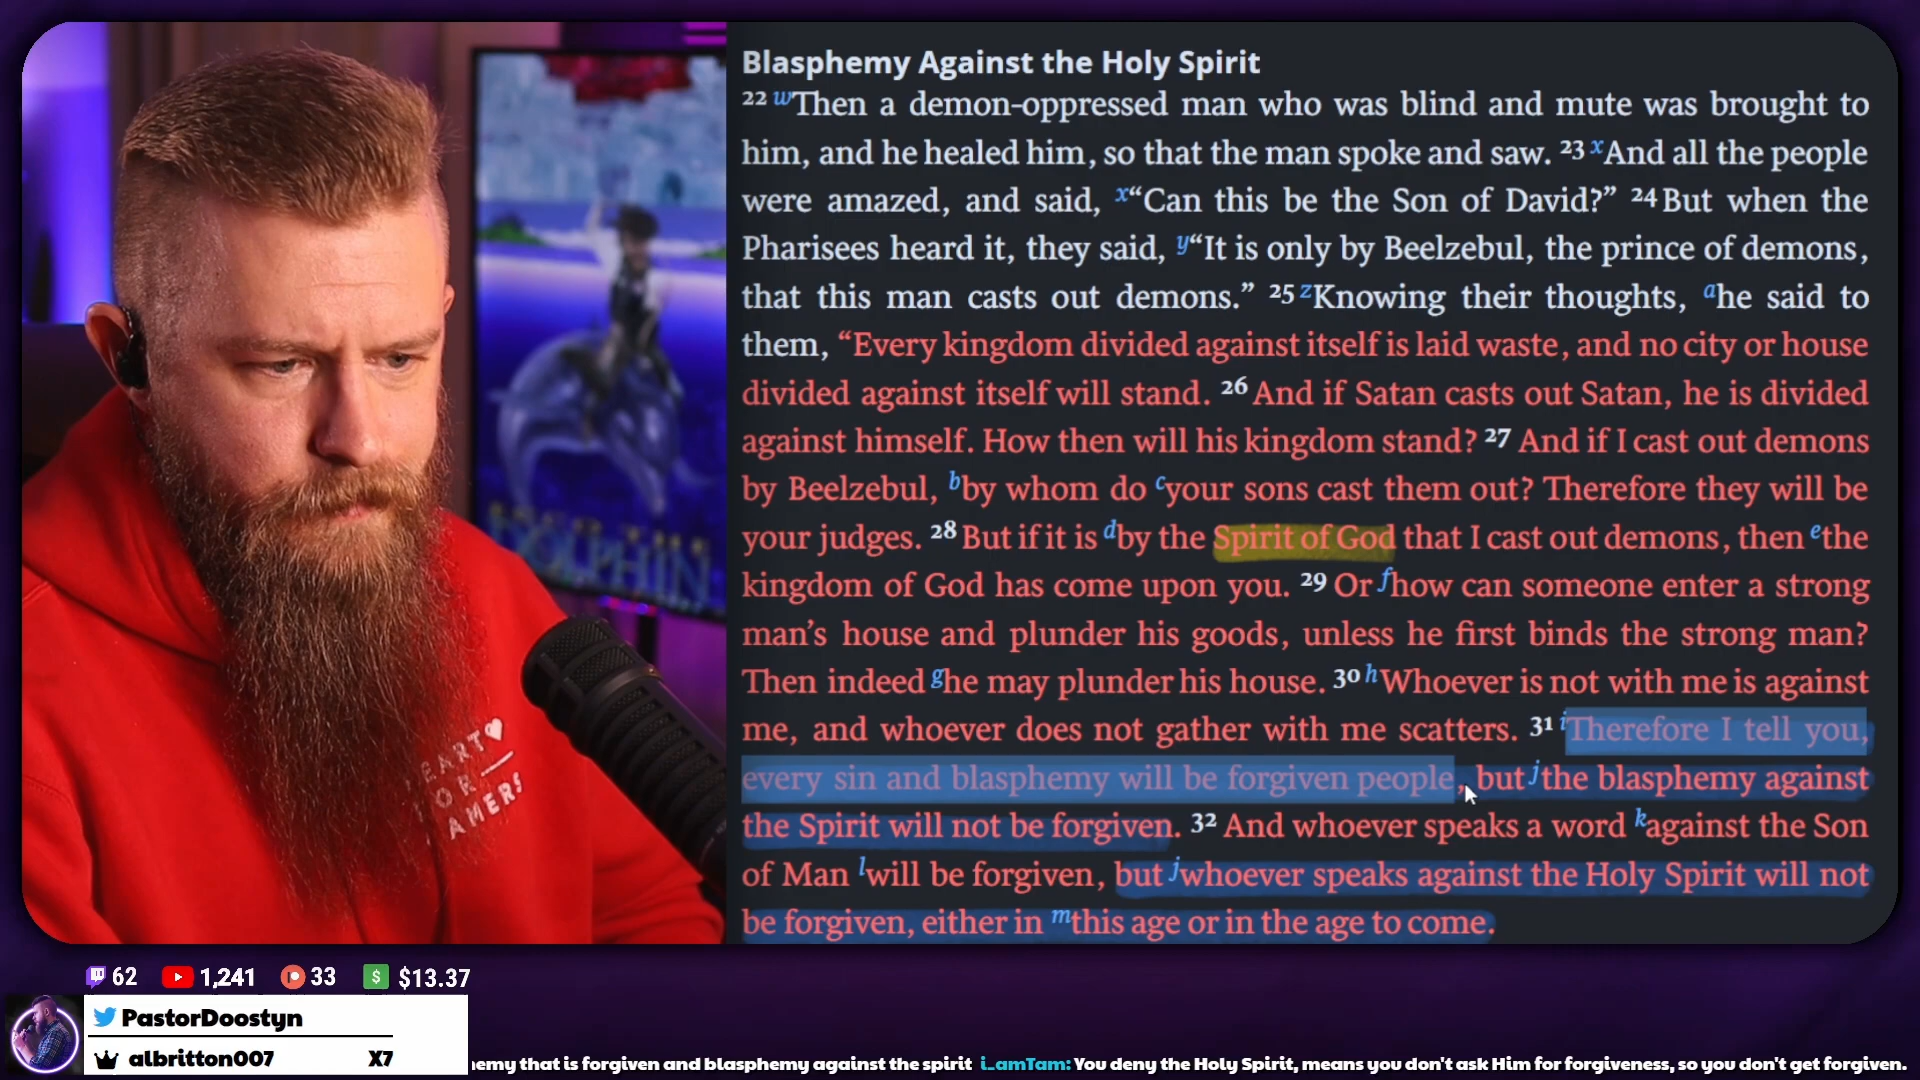 Blasphemy Against the Holy Spirit
22 wThen a demon-oppressed man who was blind and mute was brought to
him, and he healed him, so that the man spoke and saw. 23 xAnd all the people
were amazed, and said, x“Can this be the Son of David?” 24 But when the
Pharisees heard it, they said, y“It is only by Beelzebul, the prince of demons,
that this man casts out demons.” 25 zKnowing their thoughts, ahe said to
them, “Every kingdom divided against itself is laid waste, and no city or house
divided against itself will stand. 26 And if Satan casts out Satan, he is divided
against himself. How then will his kingdom stand? 27 And if I cast out demons
by Beelzebul, bby whom do cyour sons cast them out? Therefore they will be
your judges. 28 But if it is dby the Spirit of God that I cast out demons, then ethe
kingdom of God has come upon you. 29 Or fhow can someone enter a strong
man’s house and plunder his goods, unless he first binds the strong man?
Then indeed ghe may plunder his house. 30 hWhoever is not with me is against
me, and whoever does not gather with me scatters. 31 iTherefore I tell you,
every sin and blasphemy will be forgiven people, but jthe blasphemy against
the Spirit will not be forgiven. 32 And whoever speaks a word kagainst the Son
of Man lwill be forgiven, but jwhoever speaks against the Holy Spirit will not
be forgiven, either in mthis age or in the age to come.
DOLPHIN
HEART
FOR
GAMERS
62 1,241 33 $ $13.37
PastorDoostyn
albritton007 X7
hemy that is forgiven and blasphemy against the spirit i_amTam: You deny the Holy Spirit, means you don't ask Him for forgiveness, so you don't get forgiven.